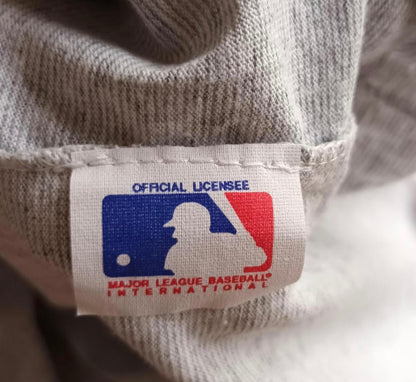 OFFICIAL LICENSEE
MAJOR LEAGUE BASEBALL®
INTERNATIONAL